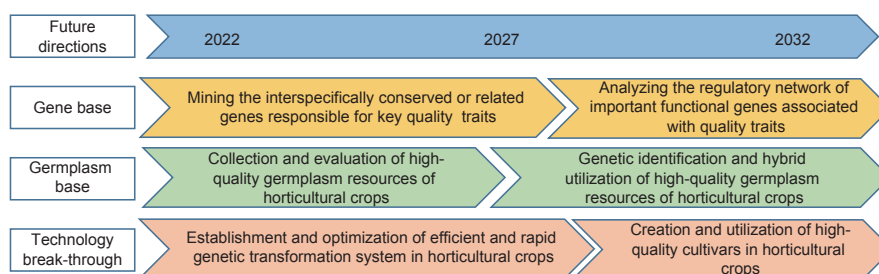 Future
directions
2022
2027
2032
Gene base
Mining the interspecifically conserved or related
genes responsible for key quality traits
Analyzing the regulatory network of
important functional genes associated
with quality traits
Germplasm
base
Collection and evaluation of high-
quality germplasm resources of
horticultural crops
Genetic identification and hybrid
utilization of high-quality germplasm
resources of horticultural crops
Technology
break-through
Establishment and optimization of efficient and rapid
genetic transformation system in horticultural crops
Creation and utilization of high-
quality cultivars in horticultural
crops